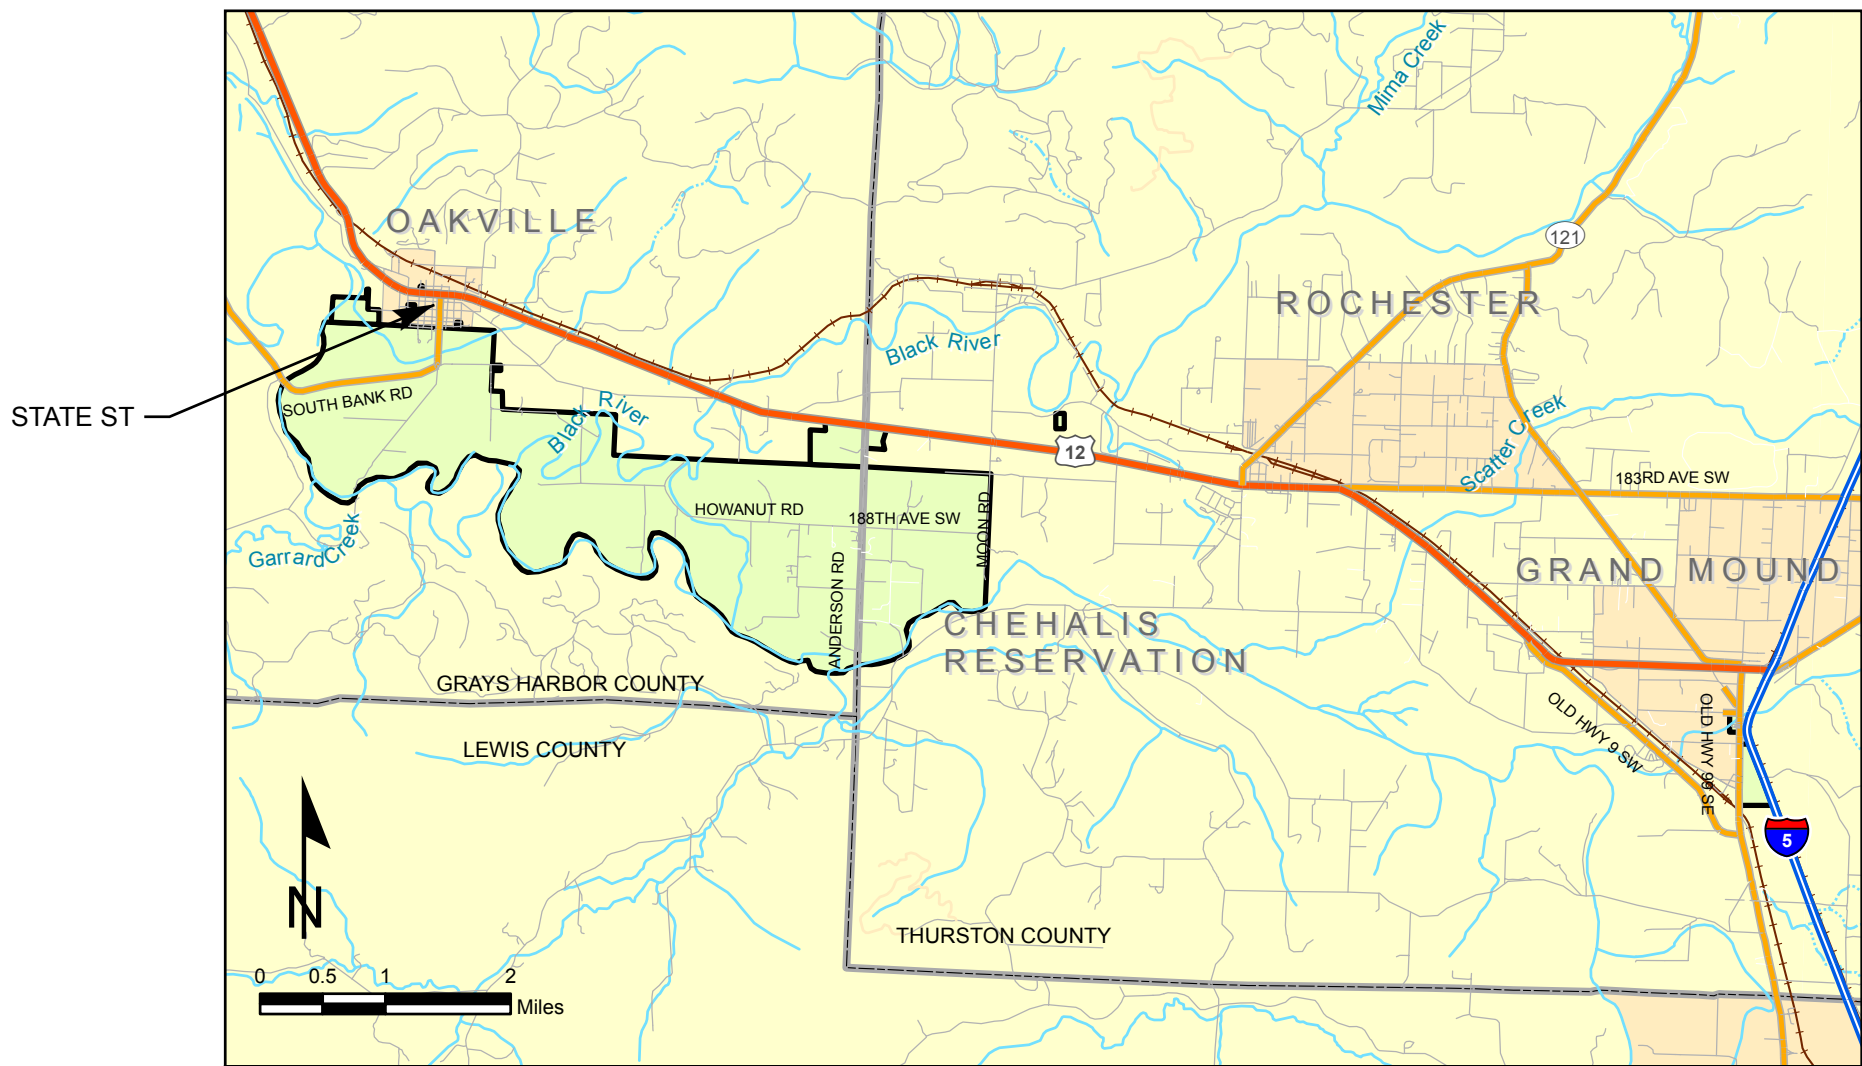 Mima Creek
OAKVILLE
121
ROCHESTER
Black River
STATE ST
SOUTH BANK RD
Black River
12
Scatter Creek
183RD AVE SW
HOWANUT RD
188TH AVE SW
MOON RD
GarrardCreek
ANDERSON RD
GRAND MOUND
CHEHALIS
RESERVATION
GRAYS HARBOR COUNTY
LEWIS COUNTY
OLD HWY 9 SW
OLD HWY 99 SE
5
N
THURSTON COUNTY
0 0.5 1 2
Miles